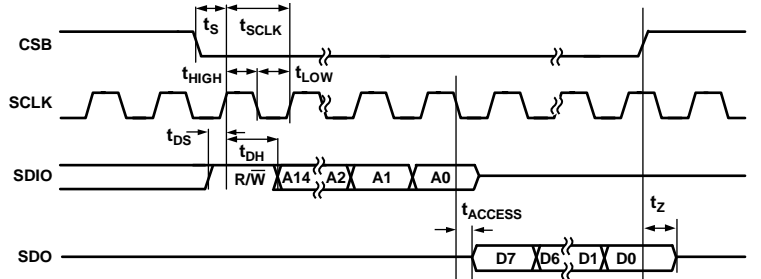 tS tSCLK
CSB
tHIGH tLOW
SCLK
tDS tDH
SDIO R/W̅ A14 A2 A1 A0
tACCESS tZ
SDO D7 D6 D1 D0